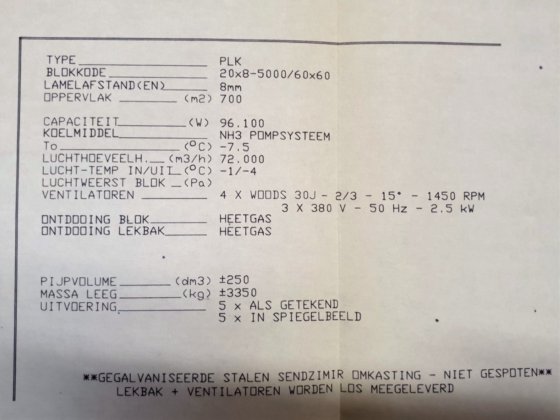 TYPE PLK
BLOKKODE 20x8-5000/60x60
LAMELAFSTAND(EN) 8mm
OPPERVLAK (m2) 700
CAPACITEIT (W) 96.100
KOELMIDDEL NH3 POMPSYSTEEM
To (°C) -7.5
LUCHTHOEVEELH. (m3/h) 72.000
LUCHT-TEMP IN/UIT (°C) -1/-4
LUCHTWEERST BLOK (Pa)
VENTILATOREN 4 X WOODS 30J - 2/3 - 15° - 1450 RPM
3 X 380 V - 50 Hz - 2.5 kW
ONTDOOING BLOK HEETGAS
ONTDOOING LEKBAK HEETGAS
PIJPVOLUME (dm3) ±250
MASSA LEEG (kg) ±3350
UITVOERING 5 x ALS GETEKEND
5 x IN SPIEGELBEELD
**GEGALVANISEERDE STALEN SENDZIMIR OMKASTING - NIET GESPOTEN**
LEKBAK + VENTILATOREN WORDEN LOS MEEGELEVERD